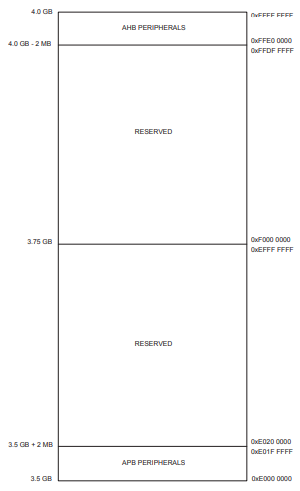 4.0 GB
0xFFFF FFFF
AHB PERIPHERALS
4.0 GB - 2 MB
0xFFE0 0000
0xFFDF FFFF
RESERVED
3.75 GB
0xF000 0000
0xEFFF FFFF
RESERVED
3.5 GB + 2 MB
0xE020 0000
0xE01F FFFF
APB PERIPHERALS
3.5 GB
0xE000 0000